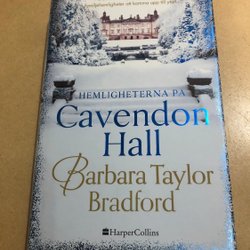 HEMLIGHETERNA PÅ
Cavendon
Hall
Barbara Taylor
Bradford
HarperCollins